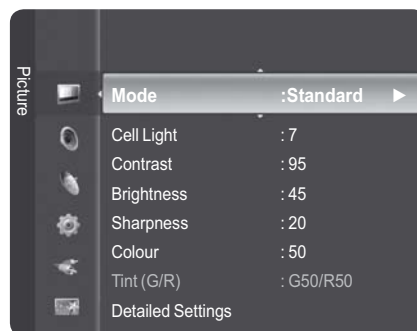 Picture
Mode :Standard ►
Cell Light : 7
Contrast : 95
Brightness : 45
Sharpness : 20
Colour : 50
Tint (G/R) : G50/R50
Detailed Settings